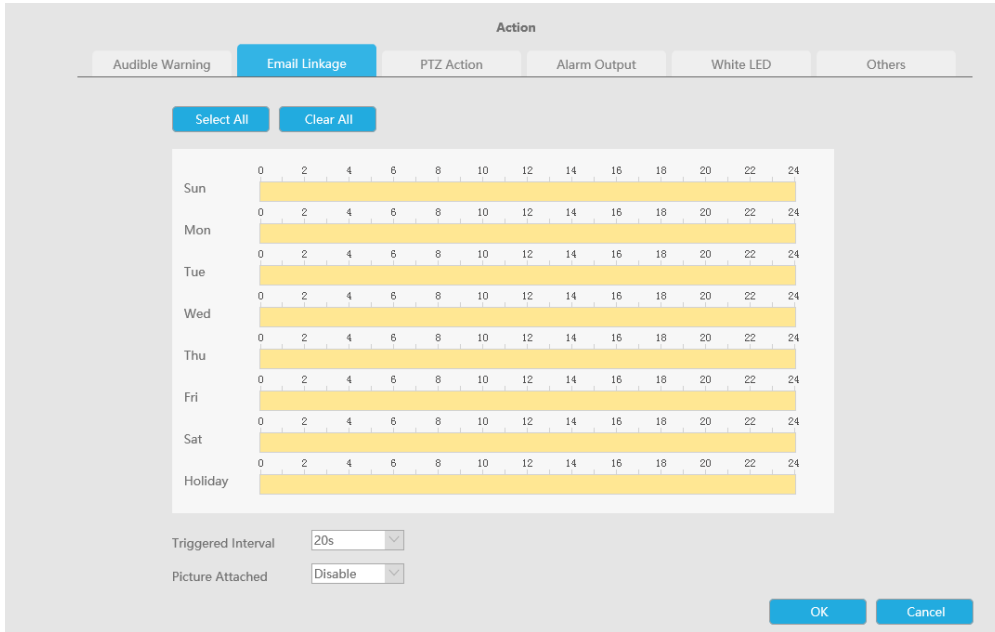 Action
Audible Warning Email Linkage PTZ Action Alarm Output White LED Others
Select All Clear All
0 2 4 6 8 10 12 14 16 18 20 22 24
Sun
0 2 4 6 8 10 12 14 16 18 20 22 24
Mon
0 2 4 6 8 10 12 14 16 18 20 22 24
Tue
0 2 4 6 8 10 12 14 16 18 20 22 24
Wed
0 2 4 6 8 10 12 14 16 18 20 22 24
Thu
0 2 4 6 8 10 12 14 16 18 20 22 24
Fri
0 2 4 6 8 10 12 14 16 18 20 22 24
Sat
0 2 4 6 8 10 12 14 16 18 20 22 24
Holiday
Triggered Interval 20s
Picture Attached Disable
OK Cancel